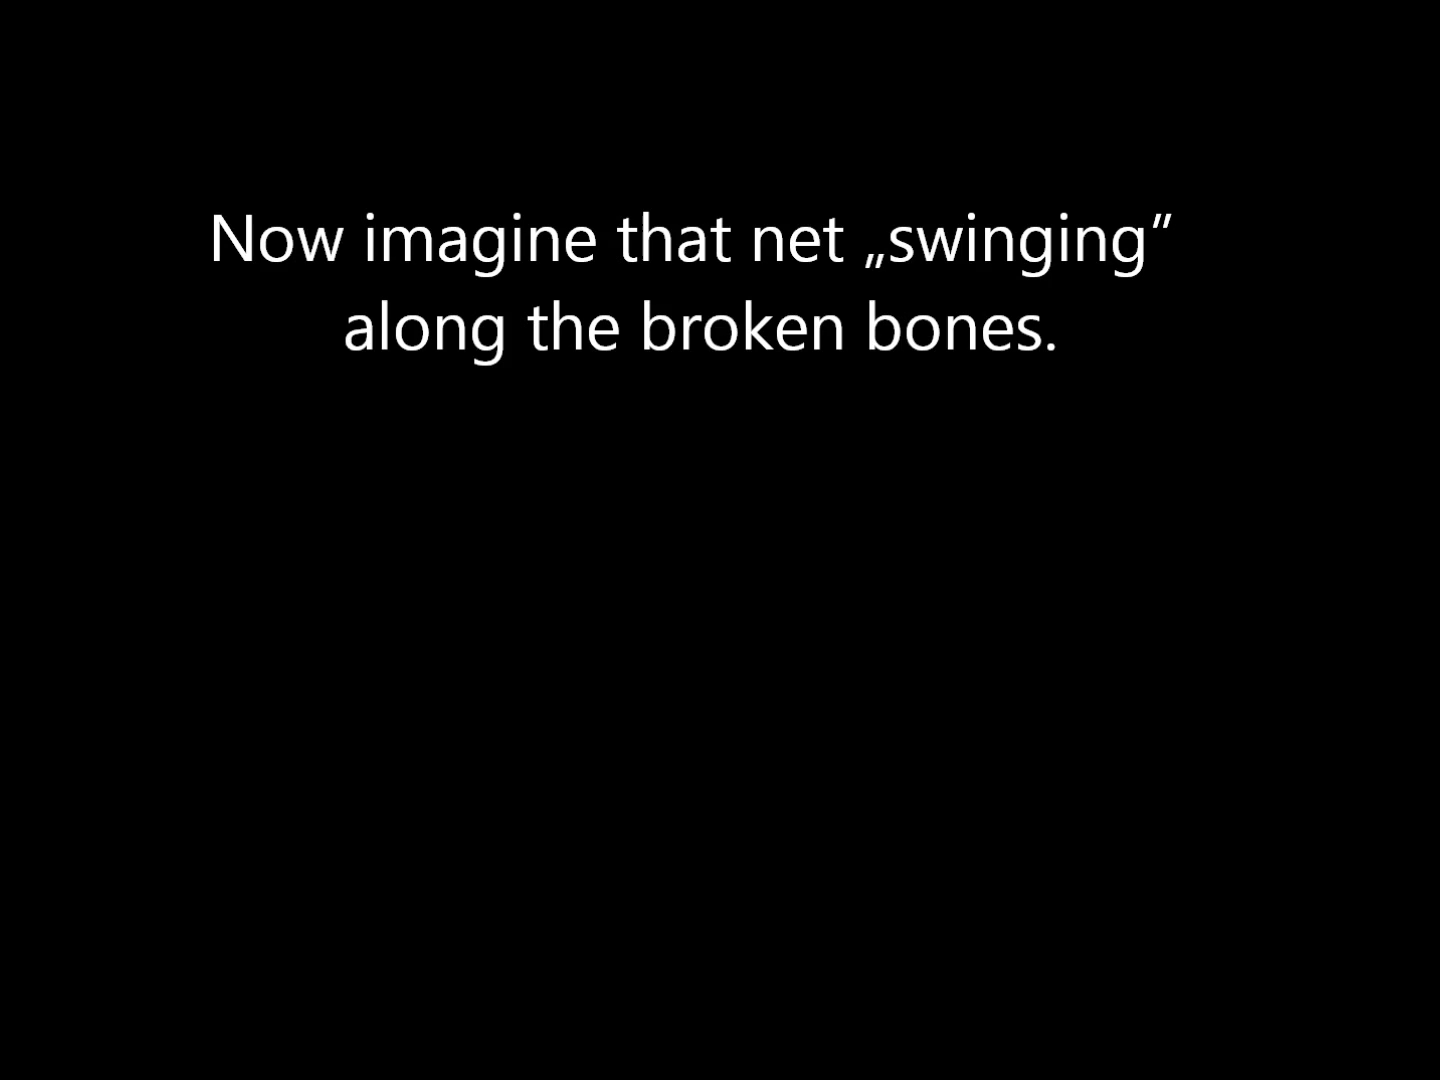 Now imagine that net „swinging”
along the broken bones.